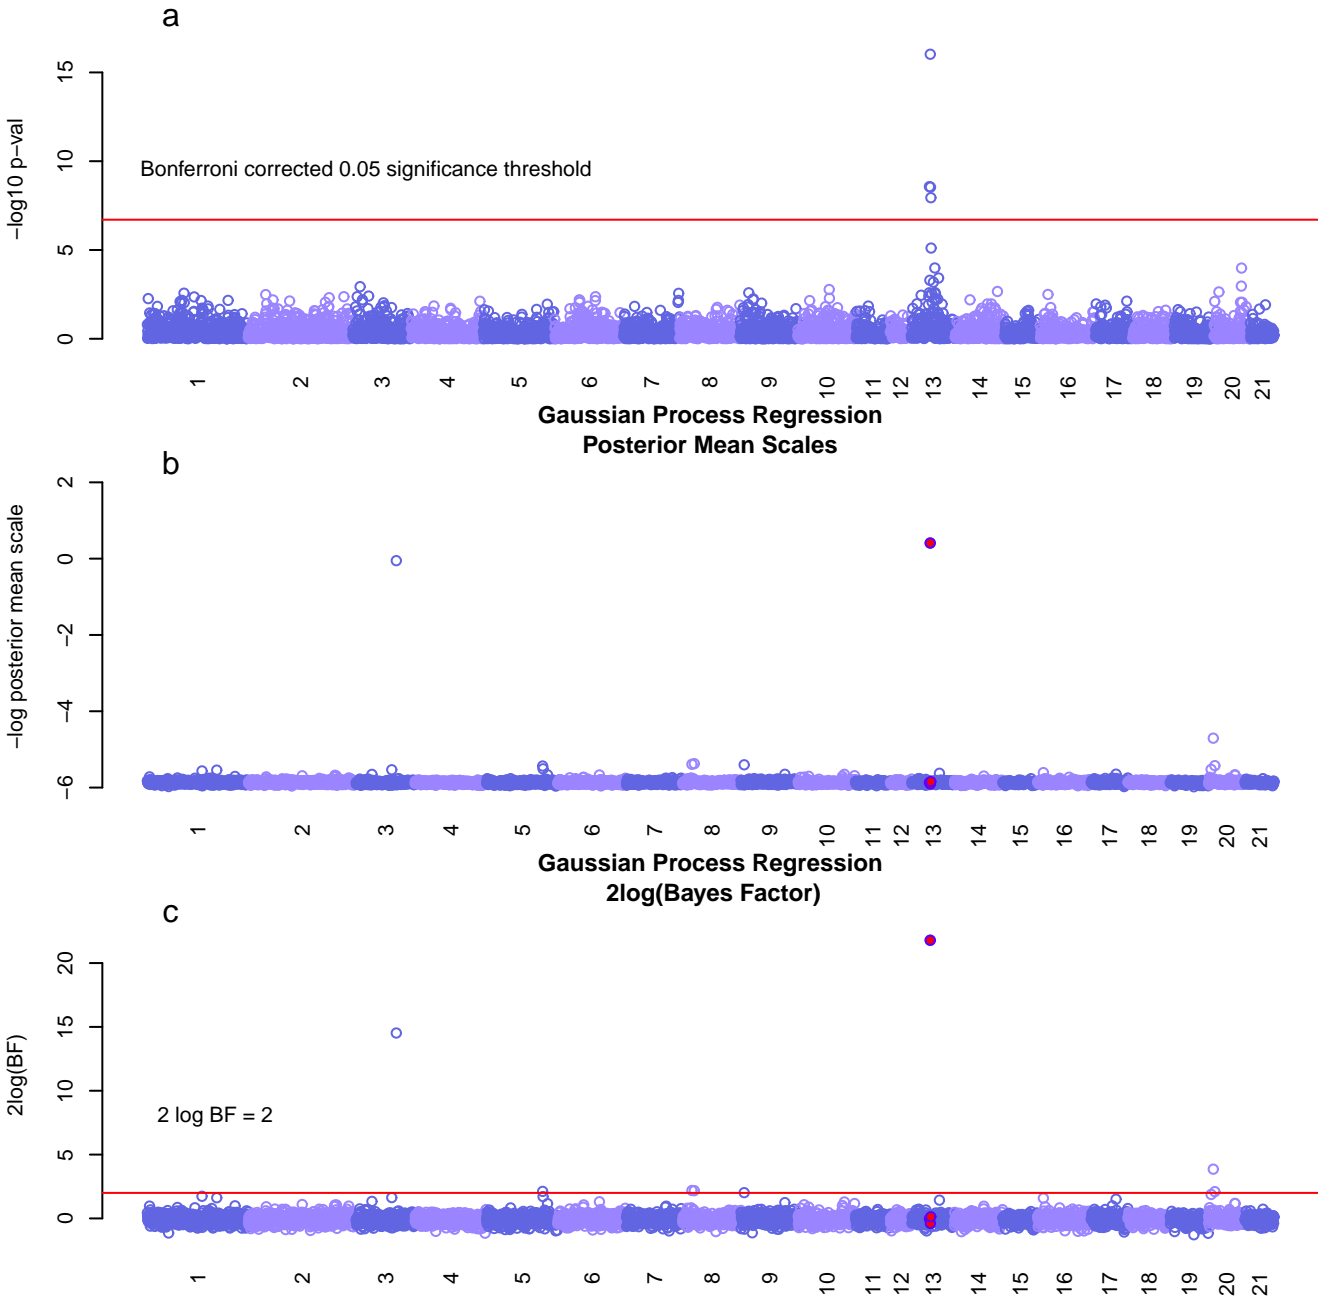 a
−log10 p−val
15
10
5
0
Bonferroni corrected 0.05 significance threshold
1 2 3 4 5 6 7 8 9 10 11 12 13 14 15 16 17 18 19 20 21
Gaussian Process Regression
Posterior Mean Scales
b
−log posterior mean scale
2
0
−2
−4
−6
1 2 3 4 5 6 7 8 9 10 11 12 13 14 15 16 17 18 19 20 21
Gaussian Process Regression
2log(Bayes Factor)
c
2log(BF)
20
15
10
5
0
2 log BF = 2
1 2 3 4 5 6 7 8 9 10 11 12 13 14 15 16 17 18 19 20 21